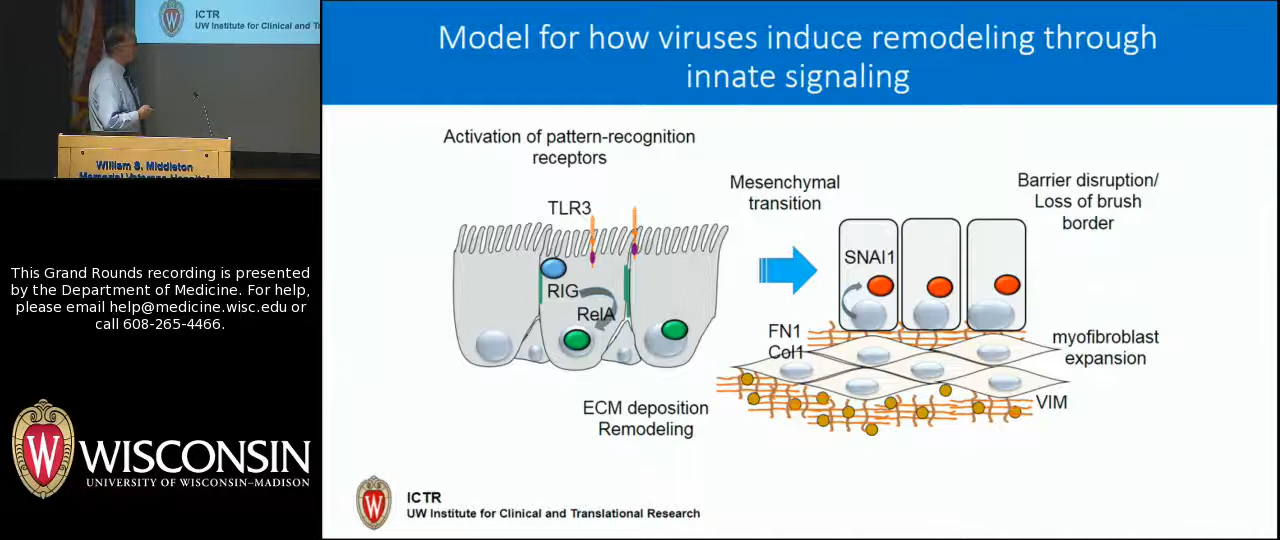 ICTR
UW Institute for Clinical and T
William S. Middleton
Memorial Veterans Hospital
This Grand Rounds recording is presented
by the Department of Medicine. For help,
please email help@medicine.wisc.edu or
call 608-265-4466.
W
WISCONSIN
UNIVERSITY OF WISCONSIN–MADISON
Model for how viruses induce remodeling through
innate signaling
Activation of pattern-recognition
receptors
TLR3
RIG
RelA
Mesenchymal
transition
Barrier disruption/
Loss of brush
border
SNAI1
FN1
Col1
myofibroblast
expansion
VIM
ECM deposition
Remodeling
W
ICTR
UW Institute for Clinical and Translational Research